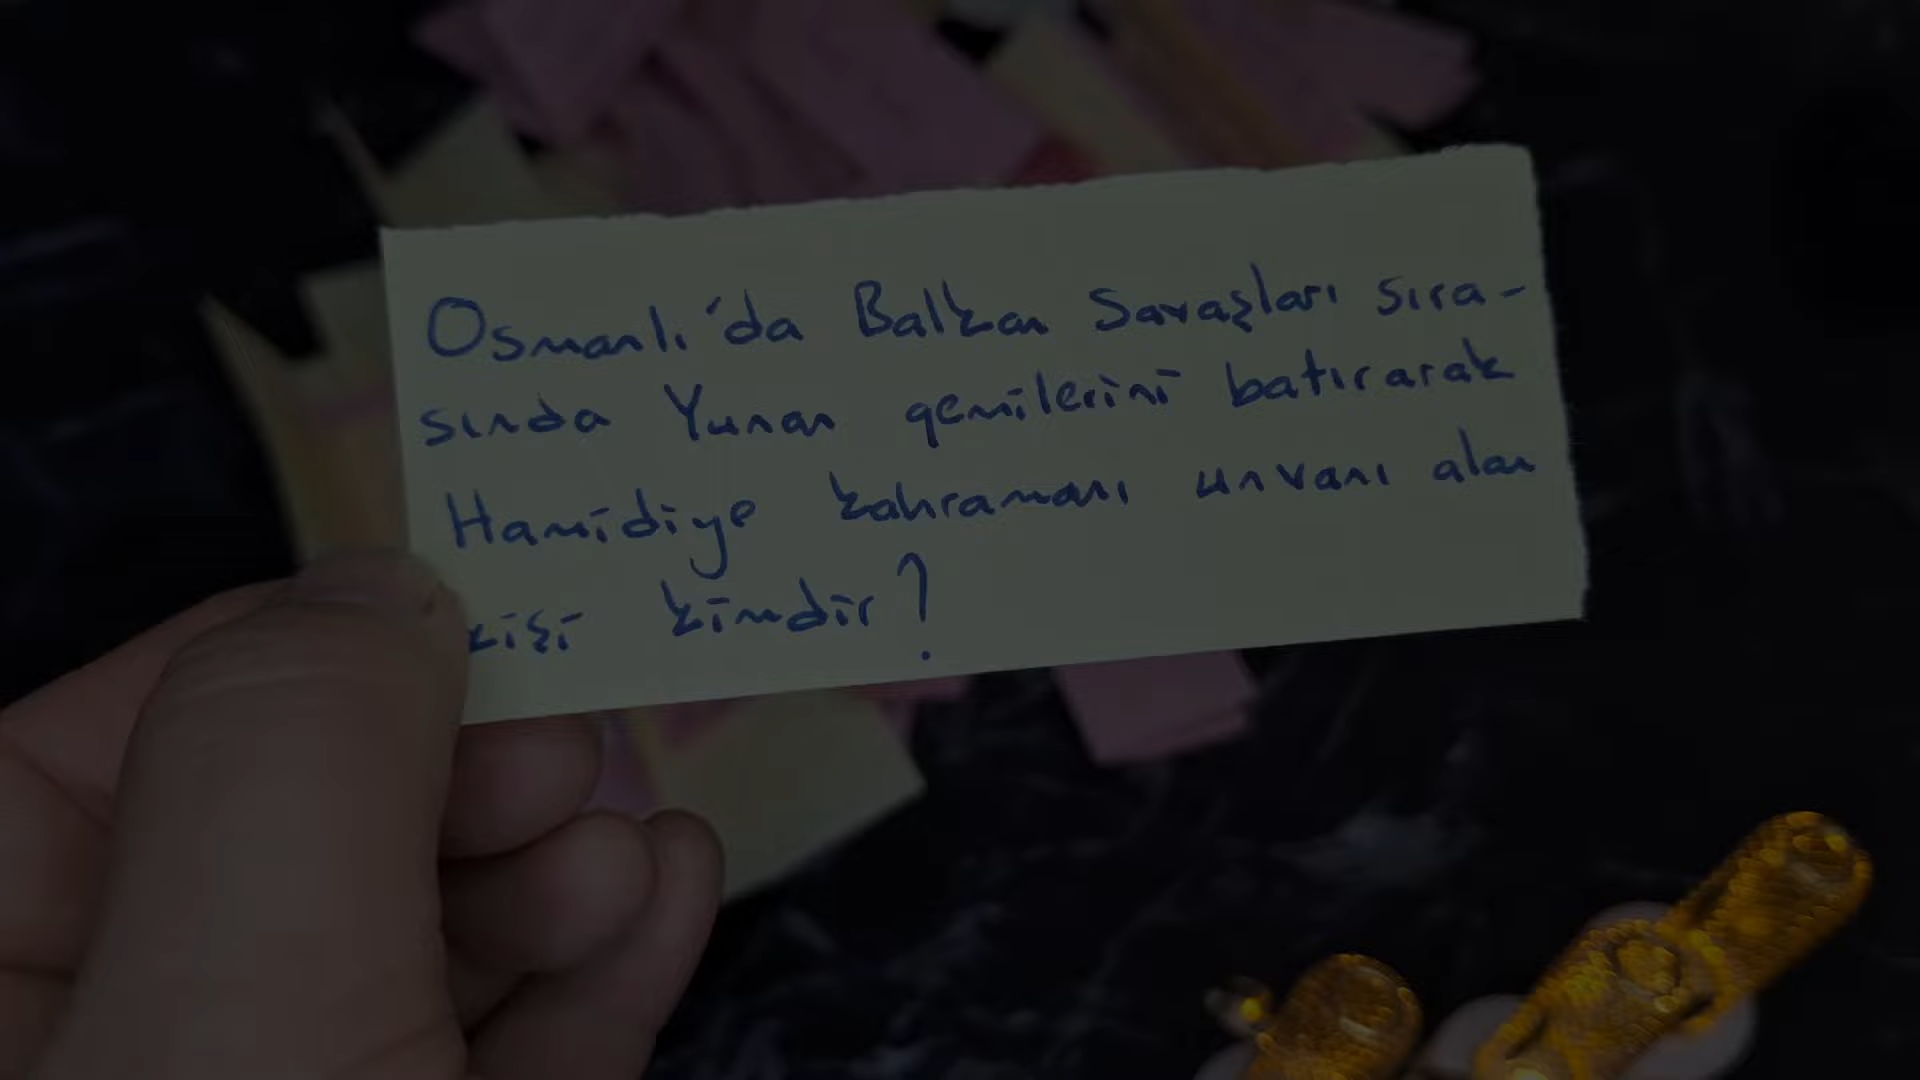 Osmanlı'da Balkan Savaşları sıra-
sında Yunan gemilerini batırarak
Hamidiye kahramanı unvanı alan
kişi kimdir?